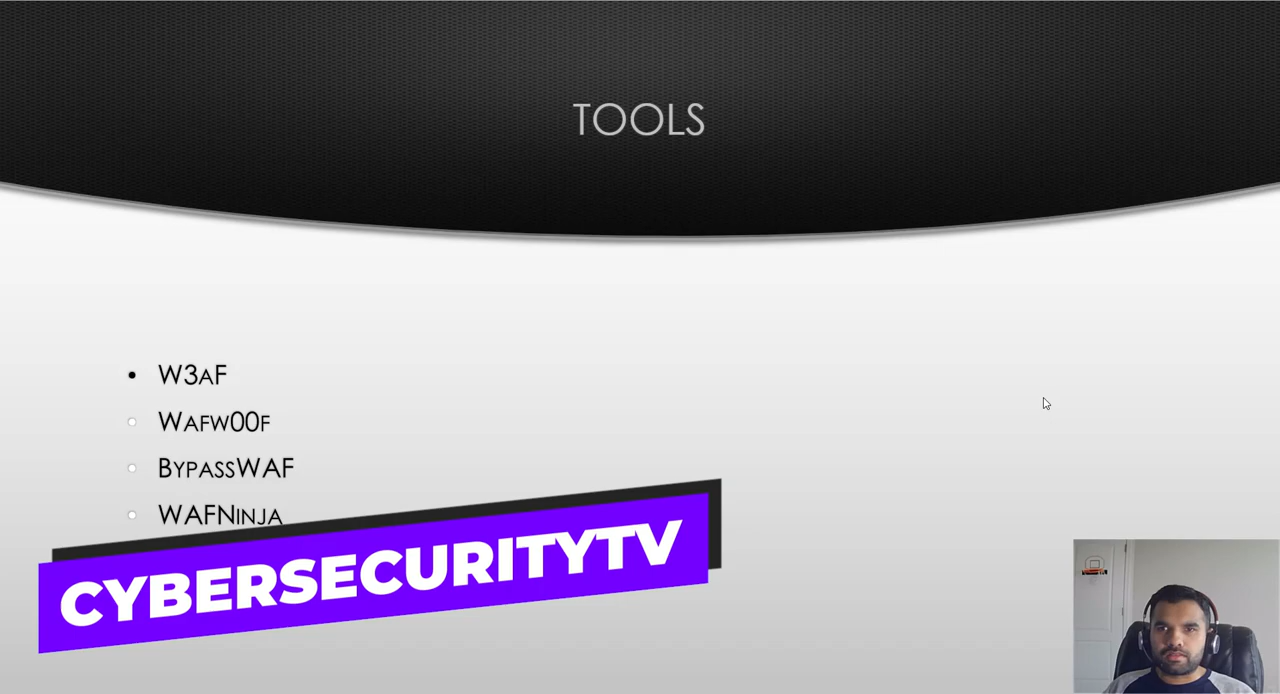 TOOLS
W3AF
WAFW00F
BYPASSWAF
WAFNINJA
CYBERSECURITYTV